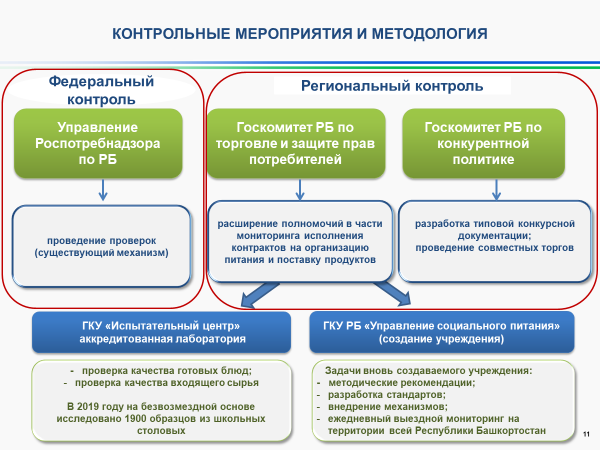 КОНТРОЛЬНЫЕ МЕРОПРИЯТИЯ И МЕТОДОЛОГИЯ
Федеральный
контроль
Региональный контроль
Управление
Роспотребнадзора
по РБ
Госкомитет РБ по
торговле и защите прав
потребителей
Госкомитет РБ по
конкурентной
политике
проведение проверок
(существующий механизм)
расширение полномочий в части
мониторинга исполнения
контрактов на организацию
питания и поставку продуктов
разработка типовой конкурсной
документации;
проведение совместных торгов
ГКУ «Испытательный центр»
аккредитованная лаборатория
ГКУ РБ «Управление социального питания»
(создание учреждения)
- проверка качества готовых блюд;
- проверка качества входящего сырья
В 2019 году на безвозмездной основе
исследовано 1900 образцов из школьных
столовых
Задачи вновь создаваемого учреждения:
- методические рекомендации;
- разработка стандартов;
- внедрение механизмов;
- ежедневный выездной мониторинг на
территории всей Республики Башкортостан
11